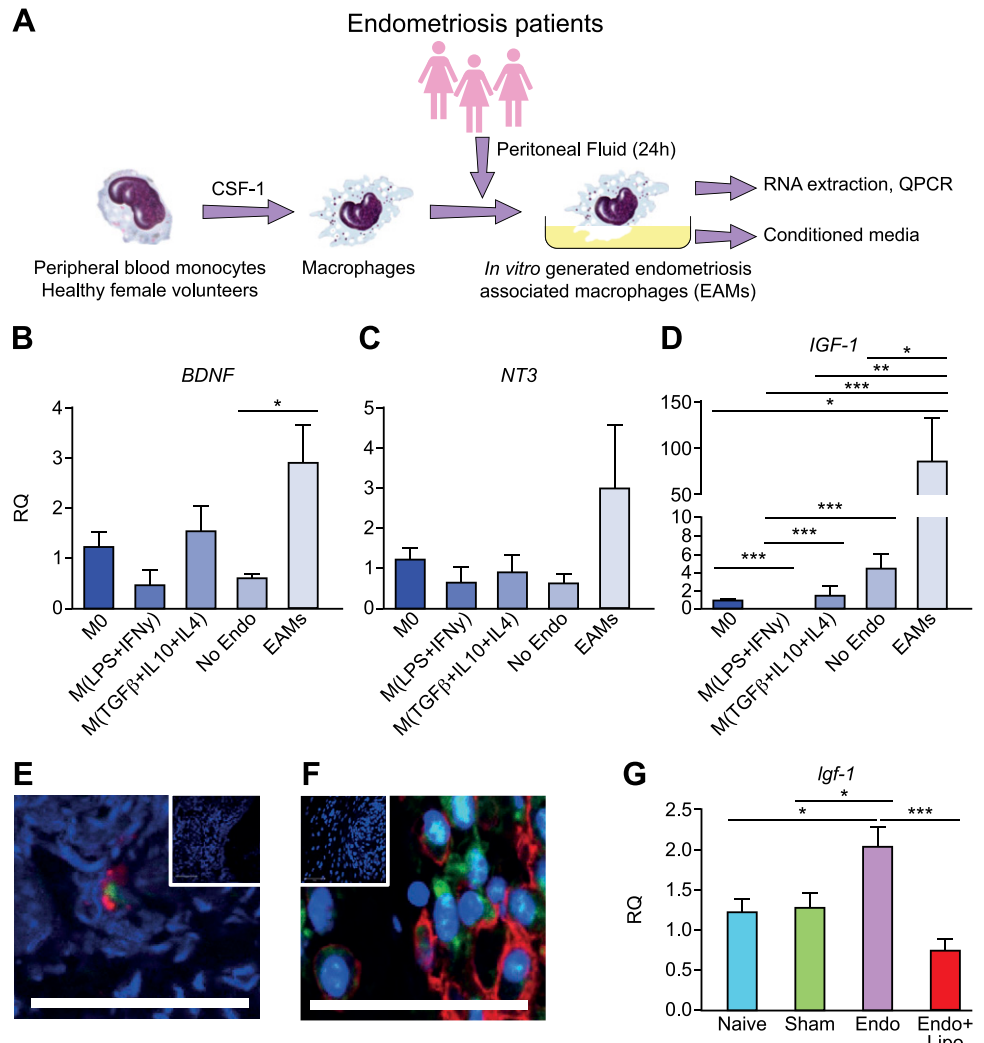 A
Endometriosis patients
Peritoneal Fluid (24h)
CSF-1
RNA extraction, QPCR
Conditioned media
Peripheral blood monocytes
Healthy female volunteers
Macrophages
In vitro generated endometriosis
associated macrophages (EAMs)
B
BDNF
*
RQ
4
3
2
1
0
M0
M(LPS+IFNy)
M(TGFβ+IL10+IL4)
No Endo
EAMs
C
NT3
5
4
3
2
1
0
M0
M(LPS+IFNy)
M(TGFβ+IL10+IL4)
No Endo
EAMs
D
IGF-1
*
**
***
*
150
100
50
10
8
6
4
2
0
***
***
***
M0
M(LPS+IFNy)
M(TGFβ+IL10+IL4)
No Endo
EAMs
E
F
G
Igf-1
*
* ***
RQ
2.5
2.0
1.5
1.0
0.5
0.0
Naive Sham Endo Endo+
Lipo